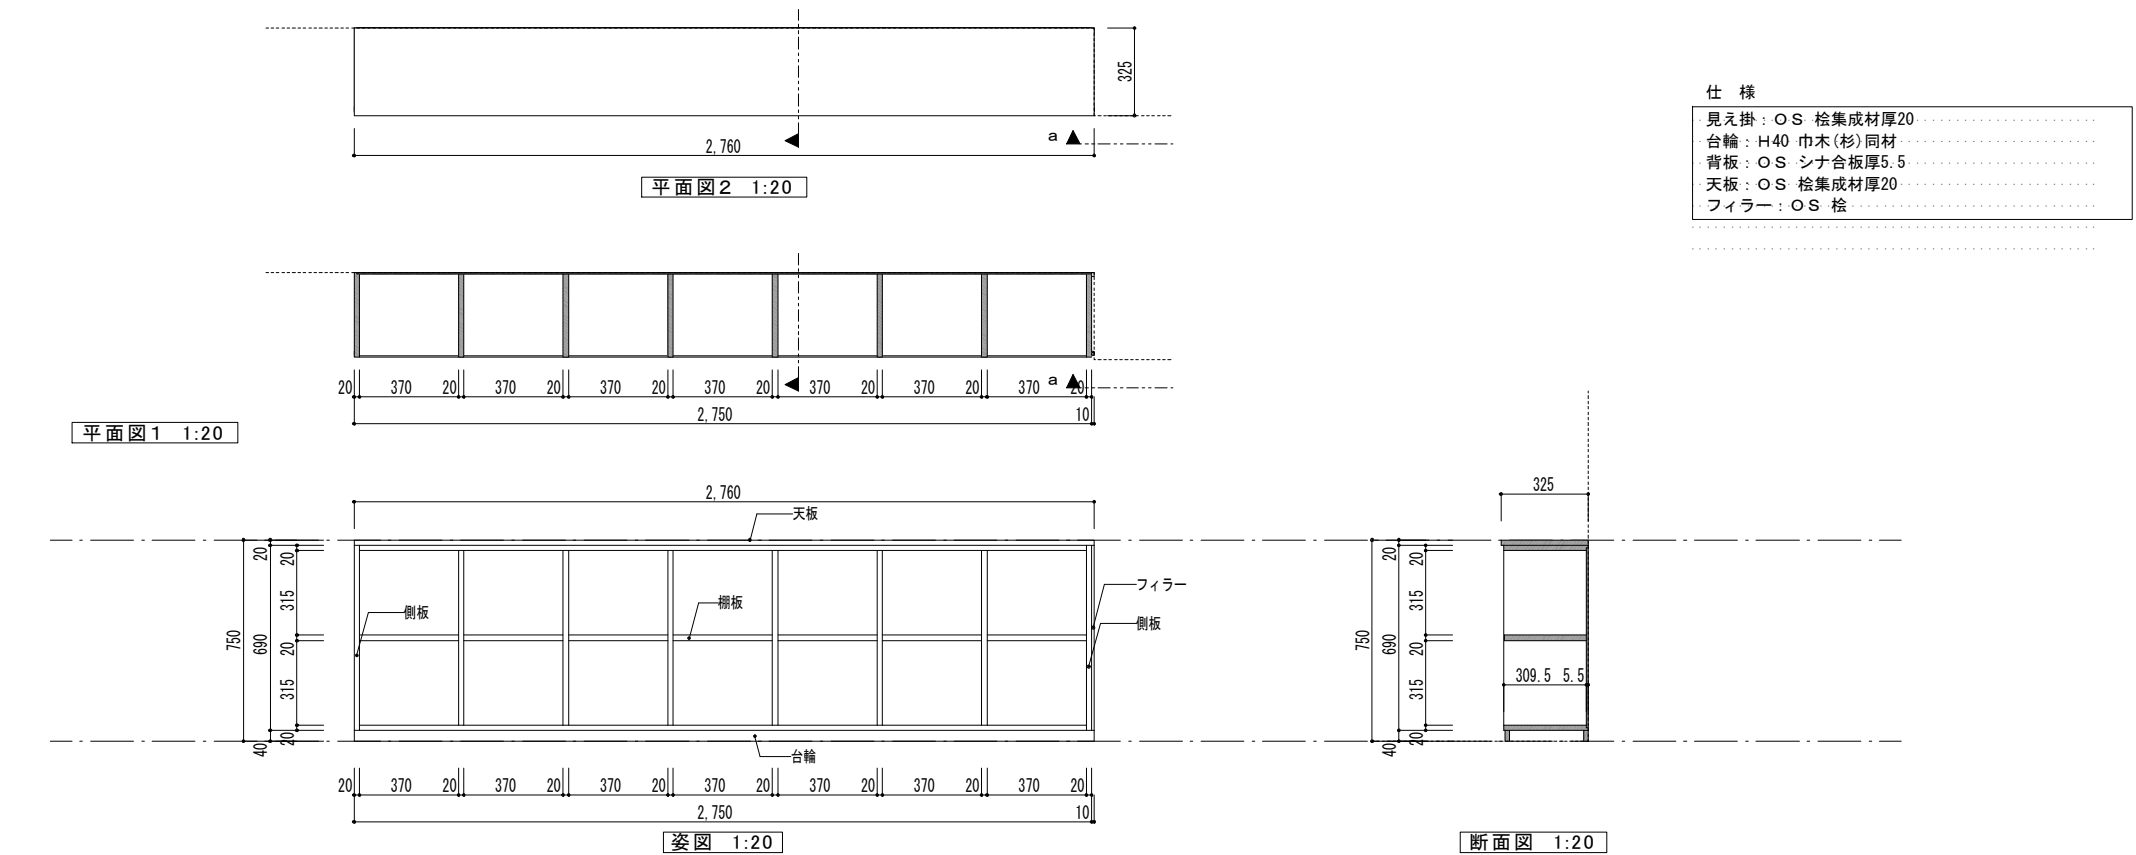 325
a
2,760
平面図2 1:20
仕 様
見え掛：OS 桧集成材厚20
台輪：H40 巾木(杉)同材
背板：OS シナ合板厚5.5
天板：OS 桧集成材厚20
フィラー：OS 桧
a
20 370 20 370 20 370 20 370 20 370 20 370 20 370 20
2,750 10
平面図1 1:20
2,760
天板
20
20
315
側板
棚板
フィラー
側板
750
690
20
315
20
40
台輪
20 370 20 370 20 370 20 370 20 370 20 370 20 370 20
2,750 10
姿図 1:20
325
20
20
315
750
690
20
309.5 5.5
315
20
40
断面図 1:20